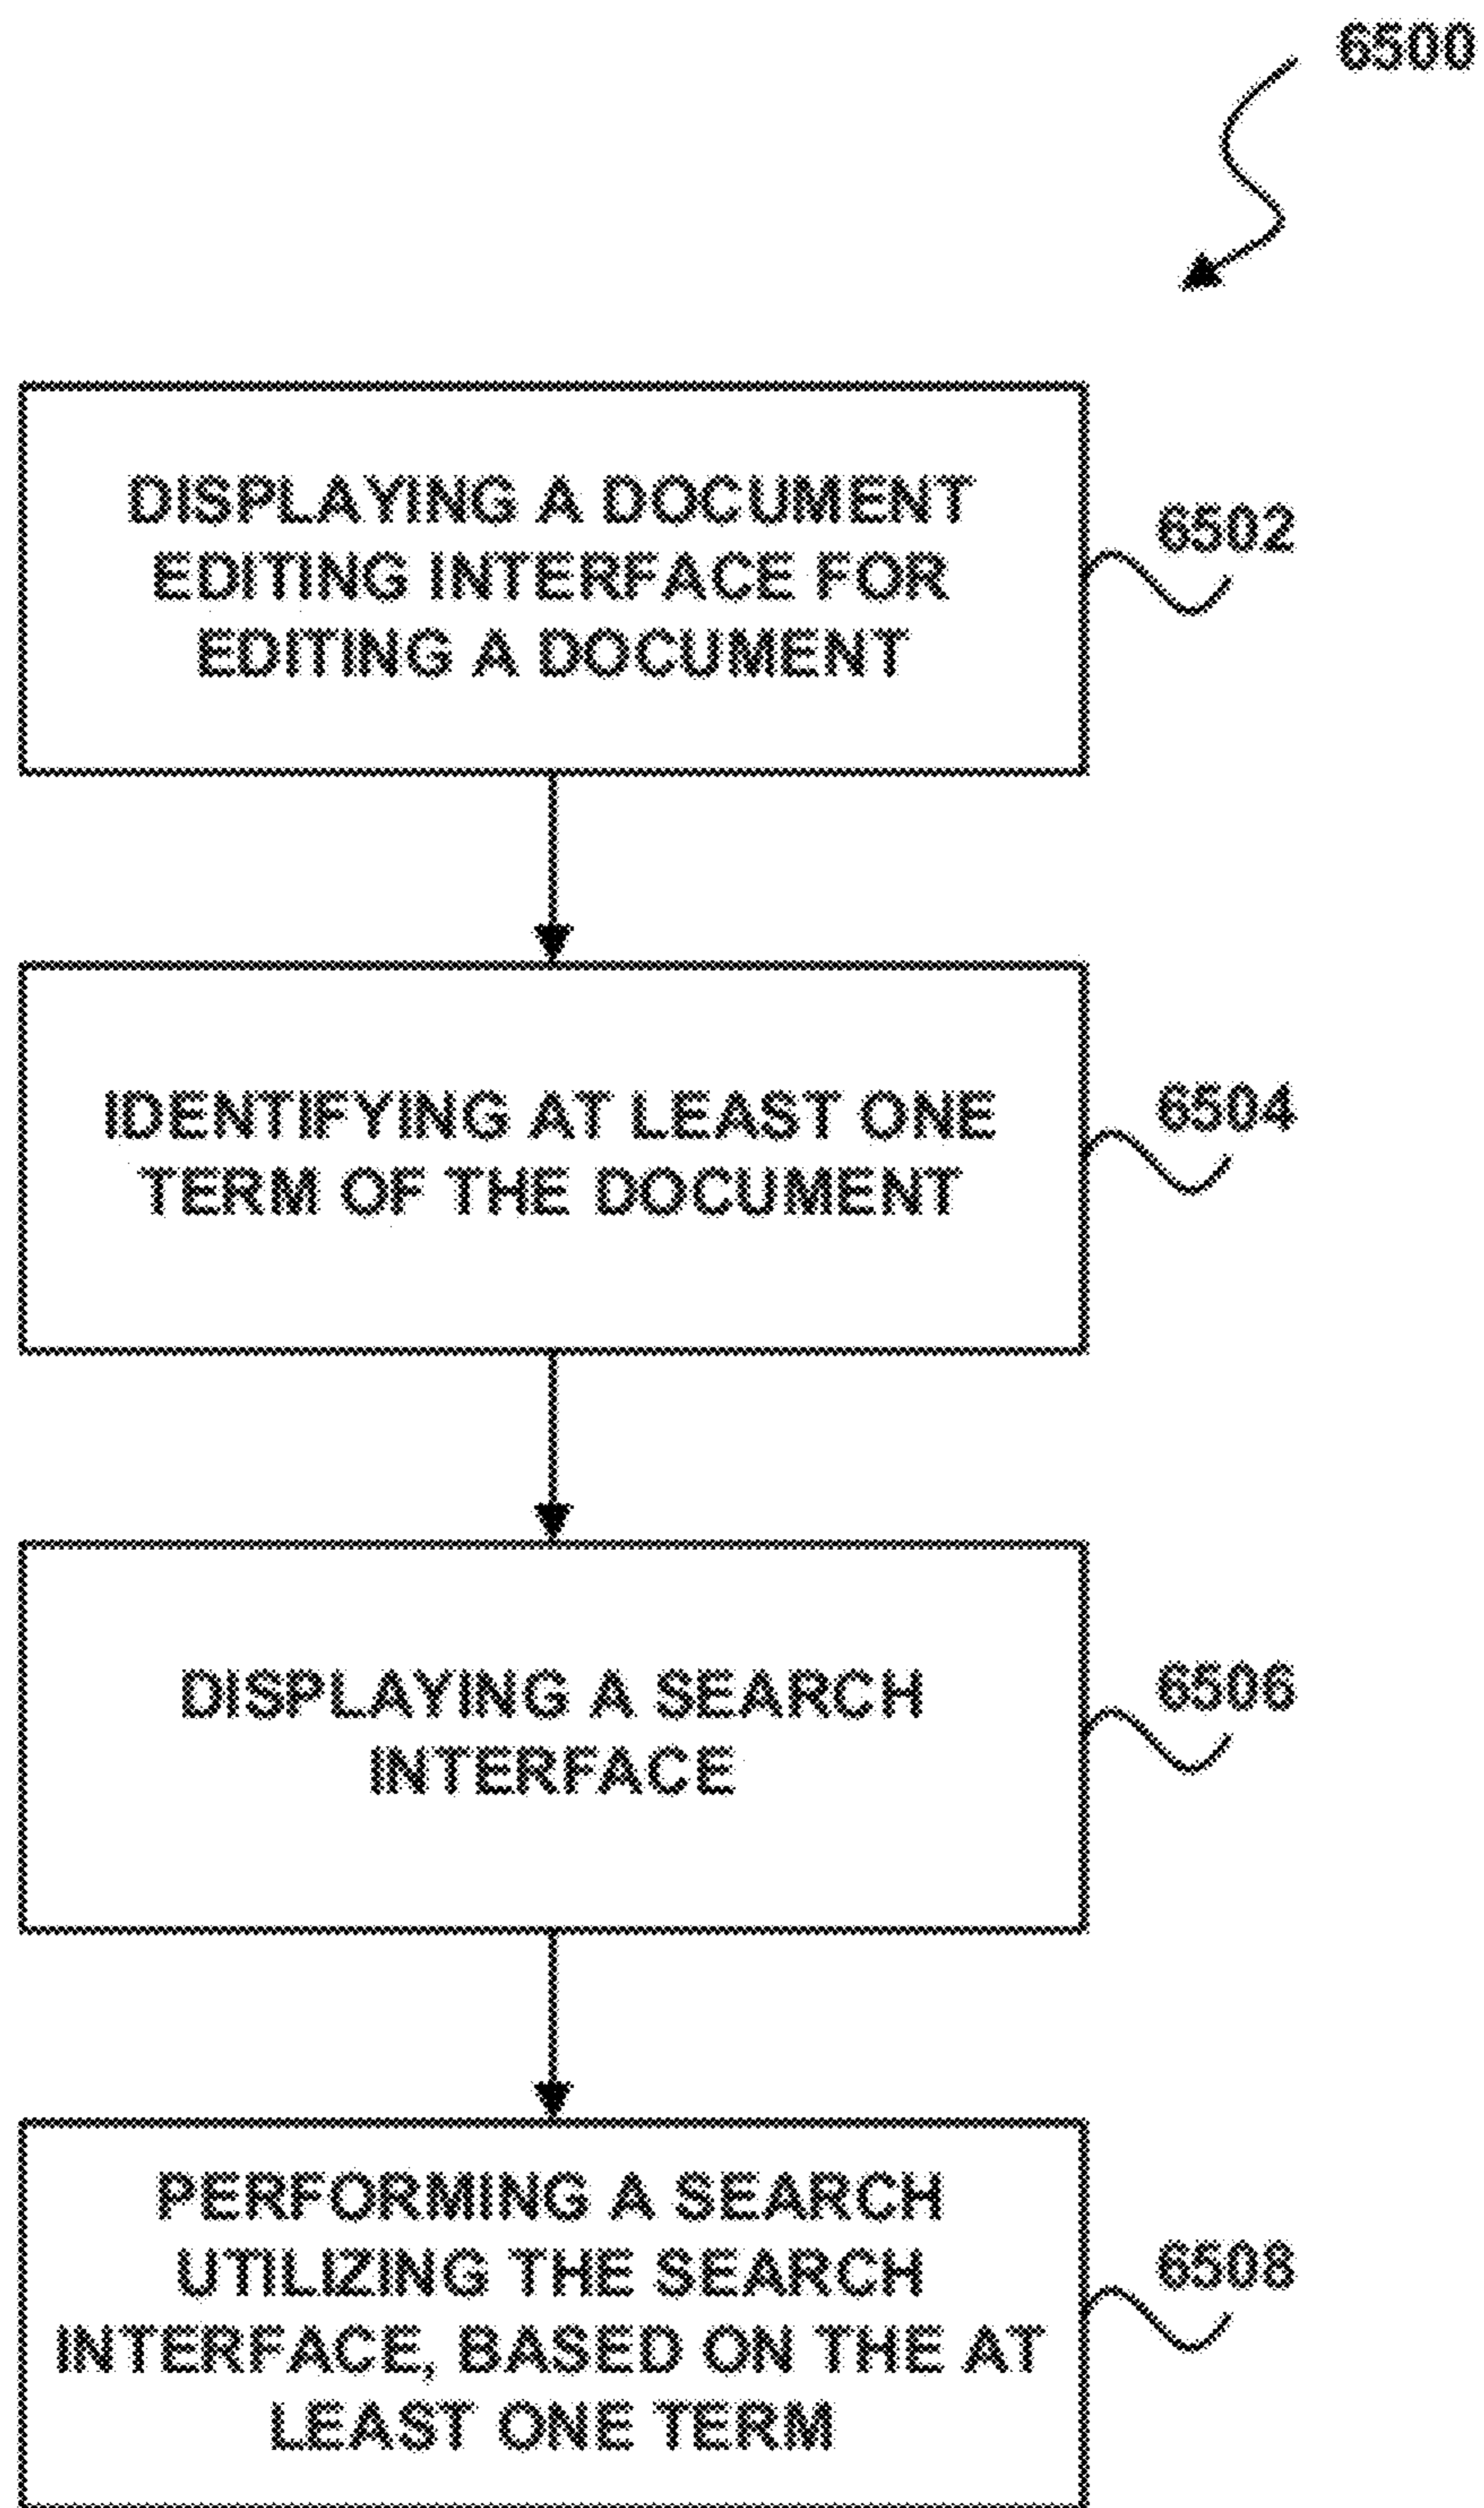 6500
DISPLAYING A DOCUMENT
EDITING INTERFACE FOR
EDITING A DOCUMENT
6502
IDENTIFYING AT LEAST ONE
TERM OF THE DOCUMENT
6504
DISPLAYING A SEARCH
INTERFACE
6506
PERFORMING A SEARCH
UTILIZING THE SEARCH
INTERFACE, BASED ON THE AT
LEAST ONE TERM
6508